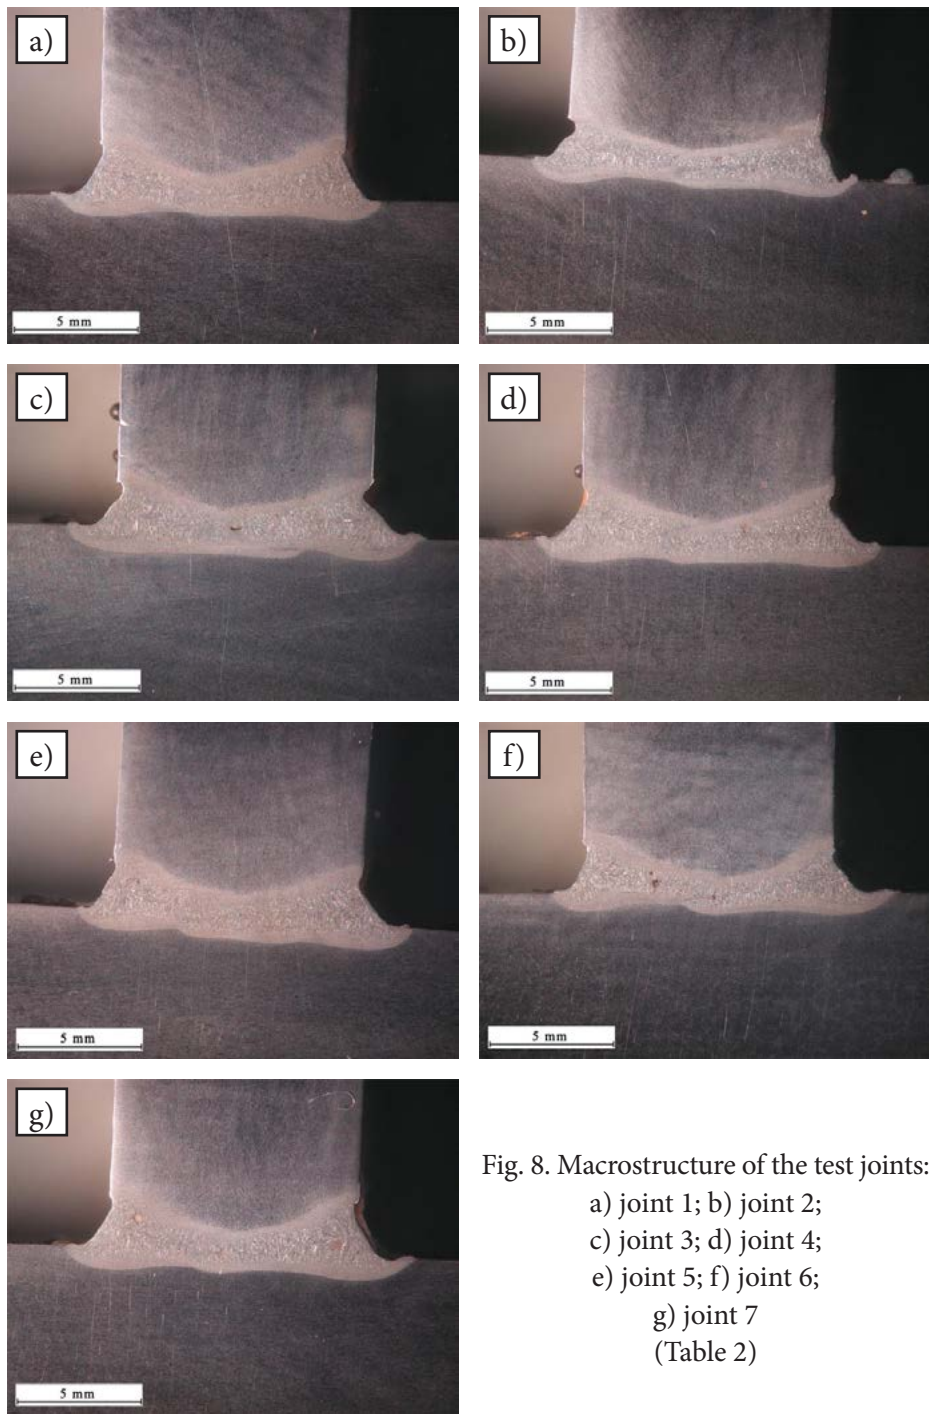 a)
b)
5 mm
5 mm
c)
d)
5 mm
5 mm
e)
f)
5 mm
5 mm
g)
5 mm
Fig. 8. Macrostructure of the test joints:
a) joint 1; b) joint 2;
c) joint 3; d) joint 4;
e) joint 5; f) joint 6;
g) joint 7
(Table 2)